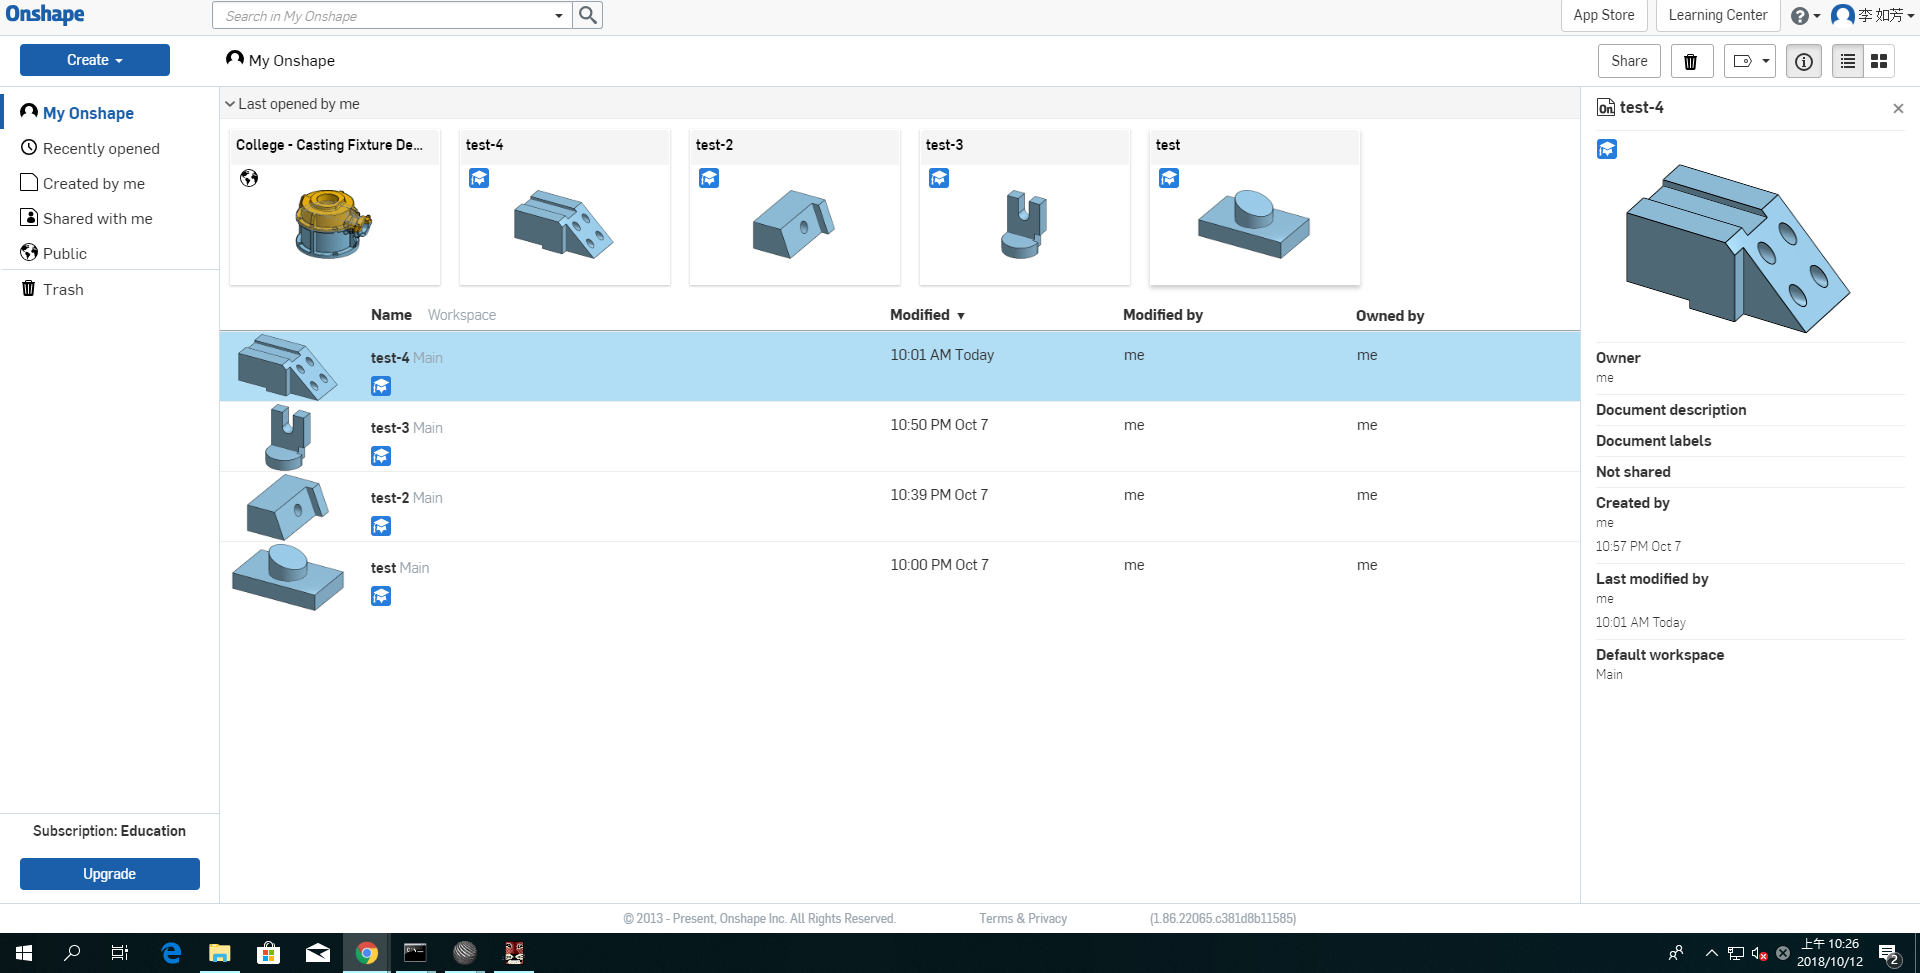 Onshape
Search in My Onshape
App Store
Learning Center
李 如芳
Create
My Onshape
Share
My Onshape
Recently opened
Created by me
Shared with me
Public
Trash
Last opened by me
College - Casting Fixture De...
test-4
test-2
test-3
test
Name Workspace Modified Modified by Owned by
test-4 Main 10:01 AM Today me me
test-3 Main 10:50 PM Oct 7 me me
test-2 Main 10:39 PM Oct 7 me me
test Main 10:00 PM Oct 7 me me
On test-4
Owner
me
Document description
Document labels
Not shared
Created by
me
10:57 PM Oct 7
Last modified by
me
10:01 AM Today
Default workspace
Main
Subscription: Education
Upgrade
© 2013 - Present, Onshape Inc. All Rights Reserved. Terms & Privacy (1.86.22065.c381d8b11585)
上午 10:26
2018/10/12
2